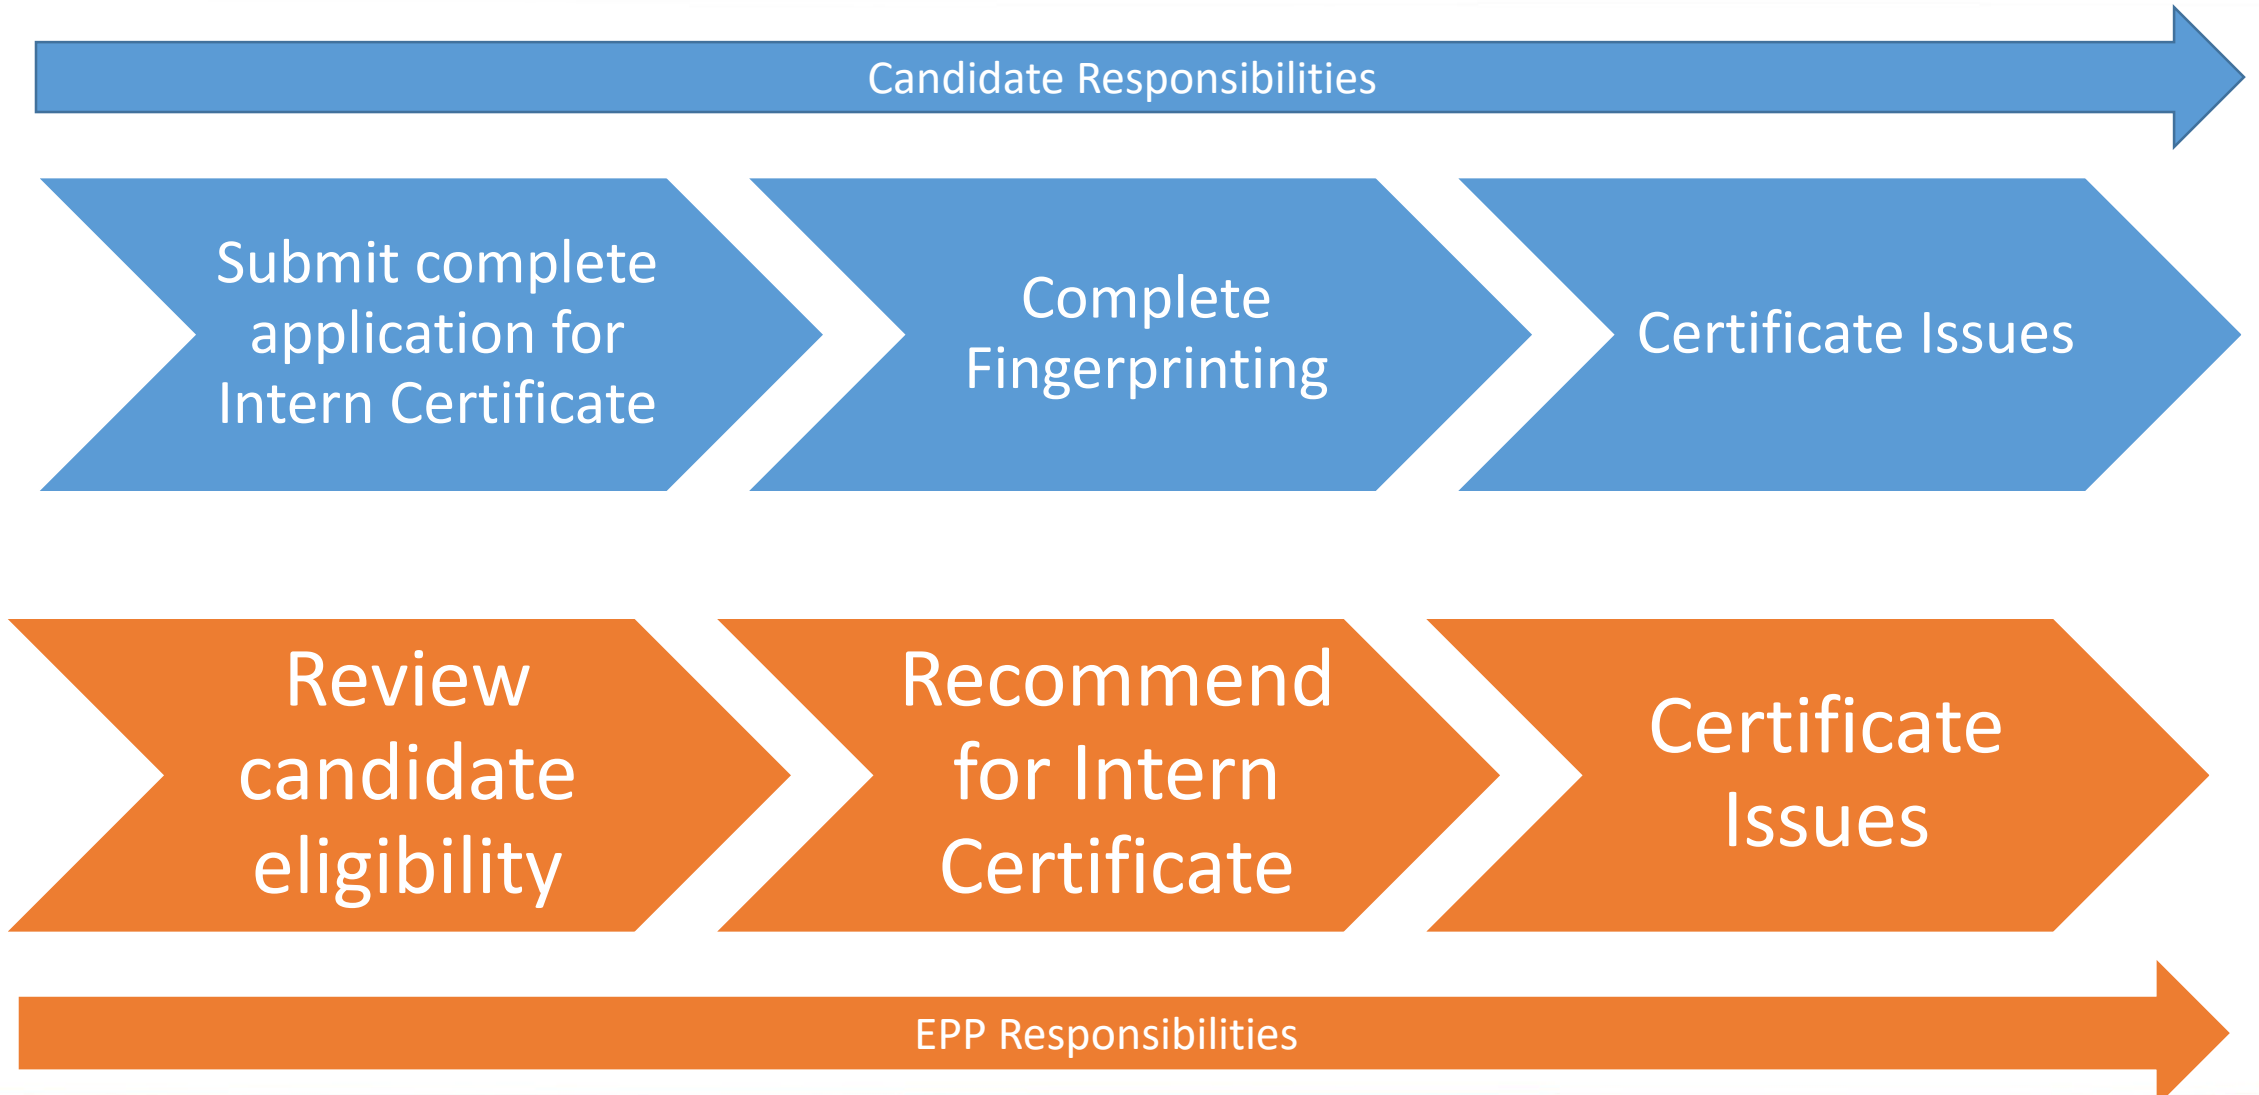 Candidate Responsibilities
Submit complete
application for
Intern Certificate
Complete
Fingerprinting
Certificate Issues
Review
candidate
eligibility
Recommend
for Intern
Certificate
Certificate
Issues
EPP Responsibilities